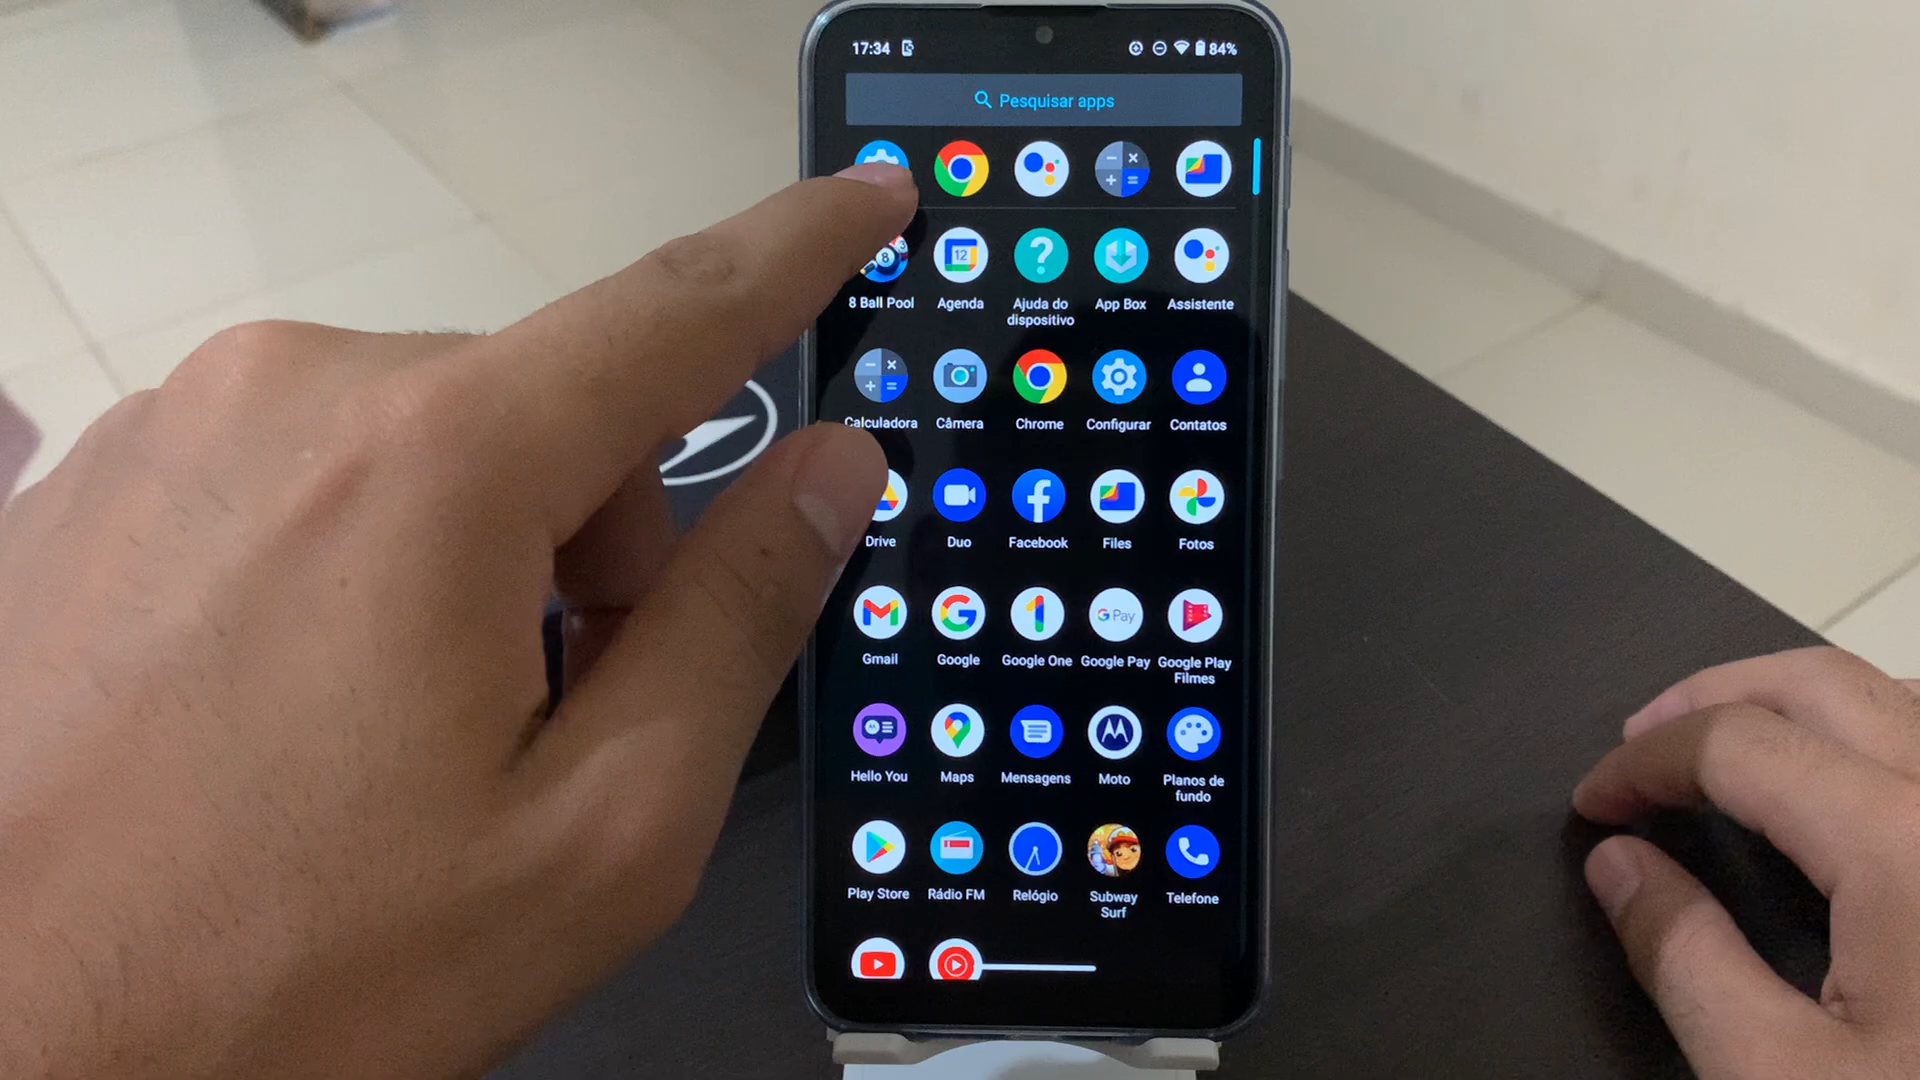 17:34 84%
Pesquisar apps
8 Ball Pool Agenda Ajuda do dispositivo App Box Assistente
Calculadora Câmera Chrome Configurar Contatos
Drive Duo Facebook Files Fotos
G Pay
Gmail Google Google One Google Pay Google Play Filmes
Hello You Maps Mensagens Moto Planos de fundo
Play Store Rádio FM Relógio Subway Surf Telefone